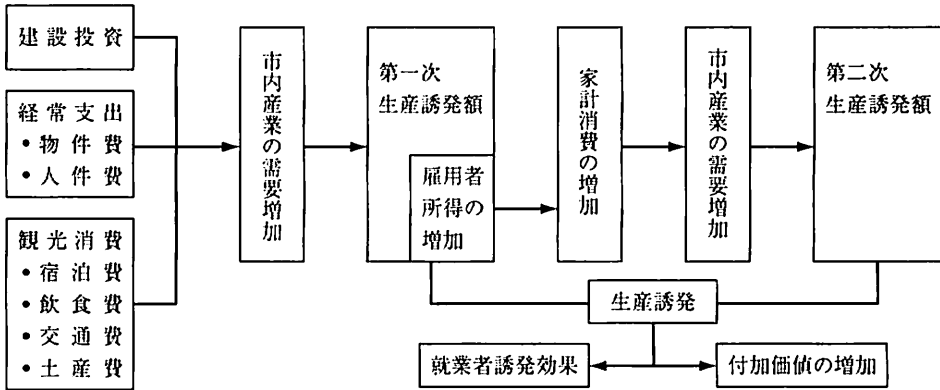 建設投資
経常支出
• 物件費
• 人件費
観光消費
• 宿泊費
• 飲食費
• 交通費
• 土産費
市内産業の需要増加
第一次
生産誘発額
雇用者
所得の
増加
家計消費の増加
市内産業の需要増加
第二次
生産誘発額
生産誘発
就業者誘発効果
付加価値の増加